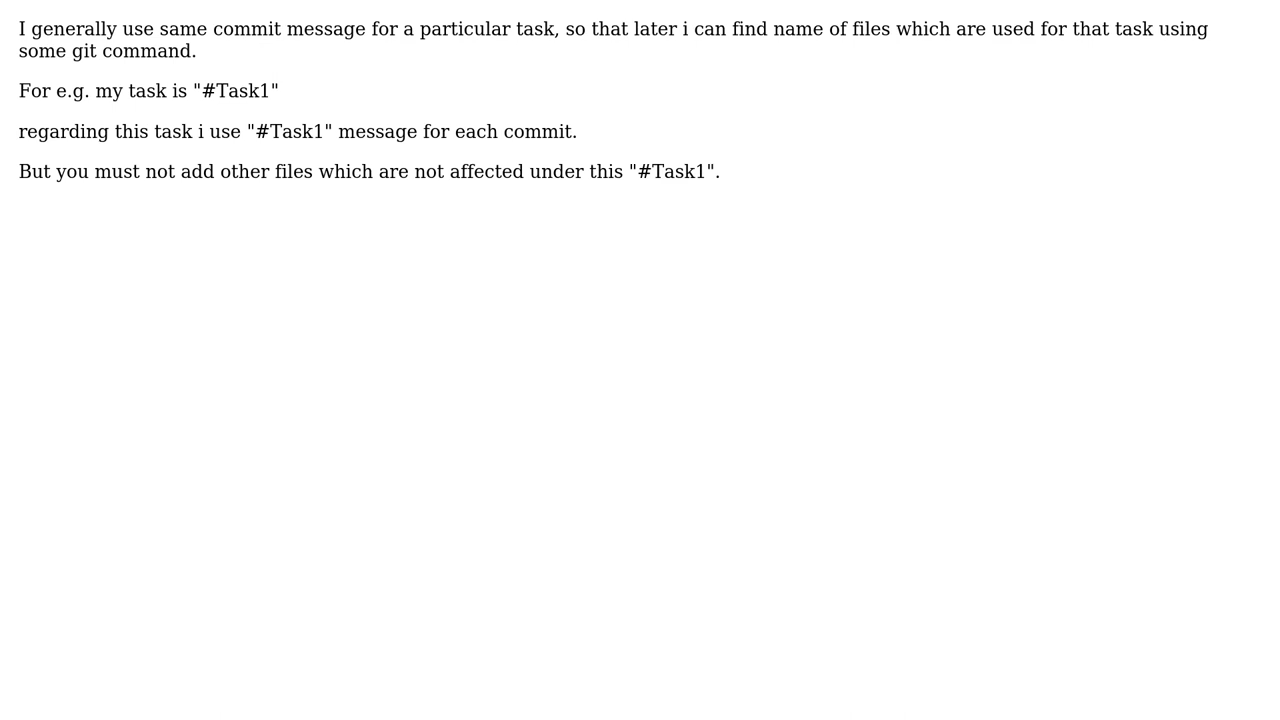 I generally use same commit message for a particular task, so that later i can find name of files which are used for that task using
some git command.
For e.g. my task is "#Task1"
regarding this task i use "#Task1" message for each commit.
But you must not add other files which are not affected under this "#Task1".